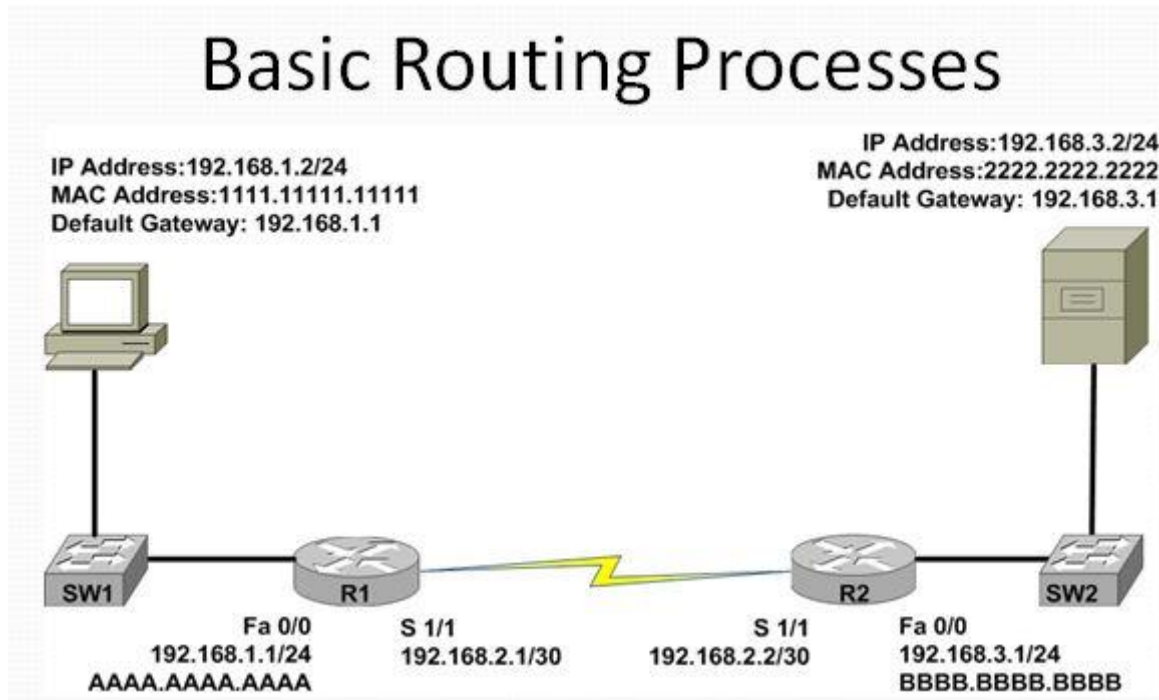 Basic Routing Processes
IP Address:192.168.1.2/24
MAC Address:1111.11111.11111
Default Gateway: 192.168.1.1
IP Address:192.168.3.2/24
MAC Address:2222.2222.2222
Default Gateway: 192.168.3.1
SW1
R1
R2
SW2
Fa 0/0
192.168.1.1/24
AAAA.AAAA.AAAA
S 1/1
192.168.2.1/30
S 1/1
192.168.2.2/30
Fa 0/0
192.168.3.1/24
BBBB.BBBB.BBBB